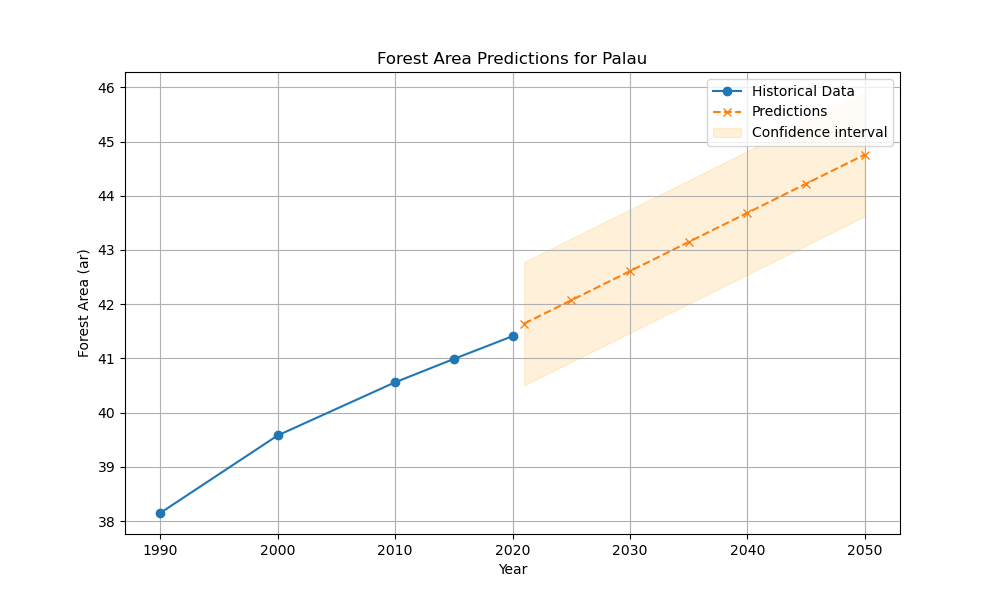 Forest Area Predictions for Palau
Historical Data
Predictions
Confidence interval
Forest Area (ar)
46
45
44
43
42
41
40
39
38
1990
2000
2010
2020
2030
2040
2050
Year